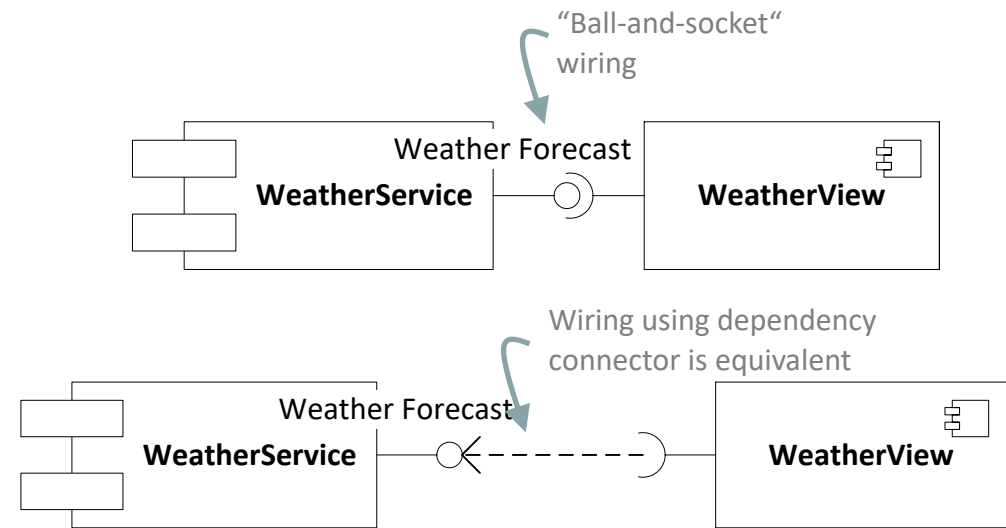 “Ball-and-socket“
wiring
Weather Forecast
WeatherService
WeatherView
Wiring using dependency
connector is equivalent
Weather Forecast
WeatherService
WeatherView